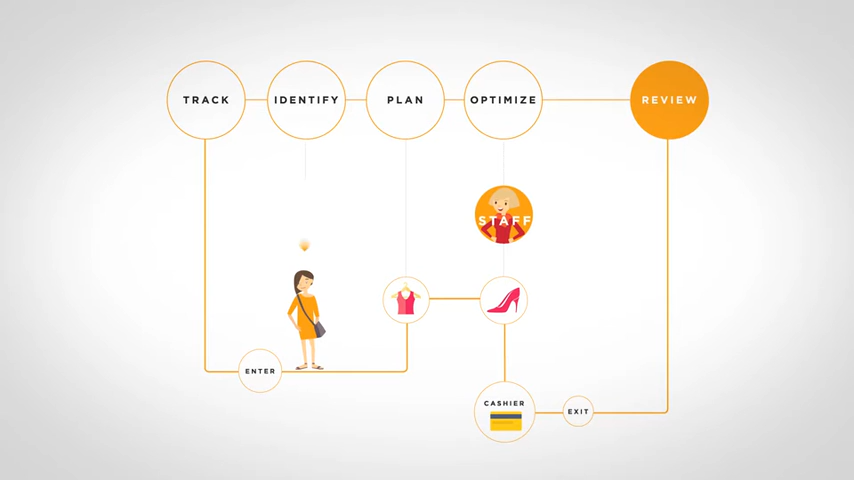 TRACK
IDENTIFY
PLAN
OPTIMIZE
REVIEW
STAFF
ENTER
CASHIER
EXIT